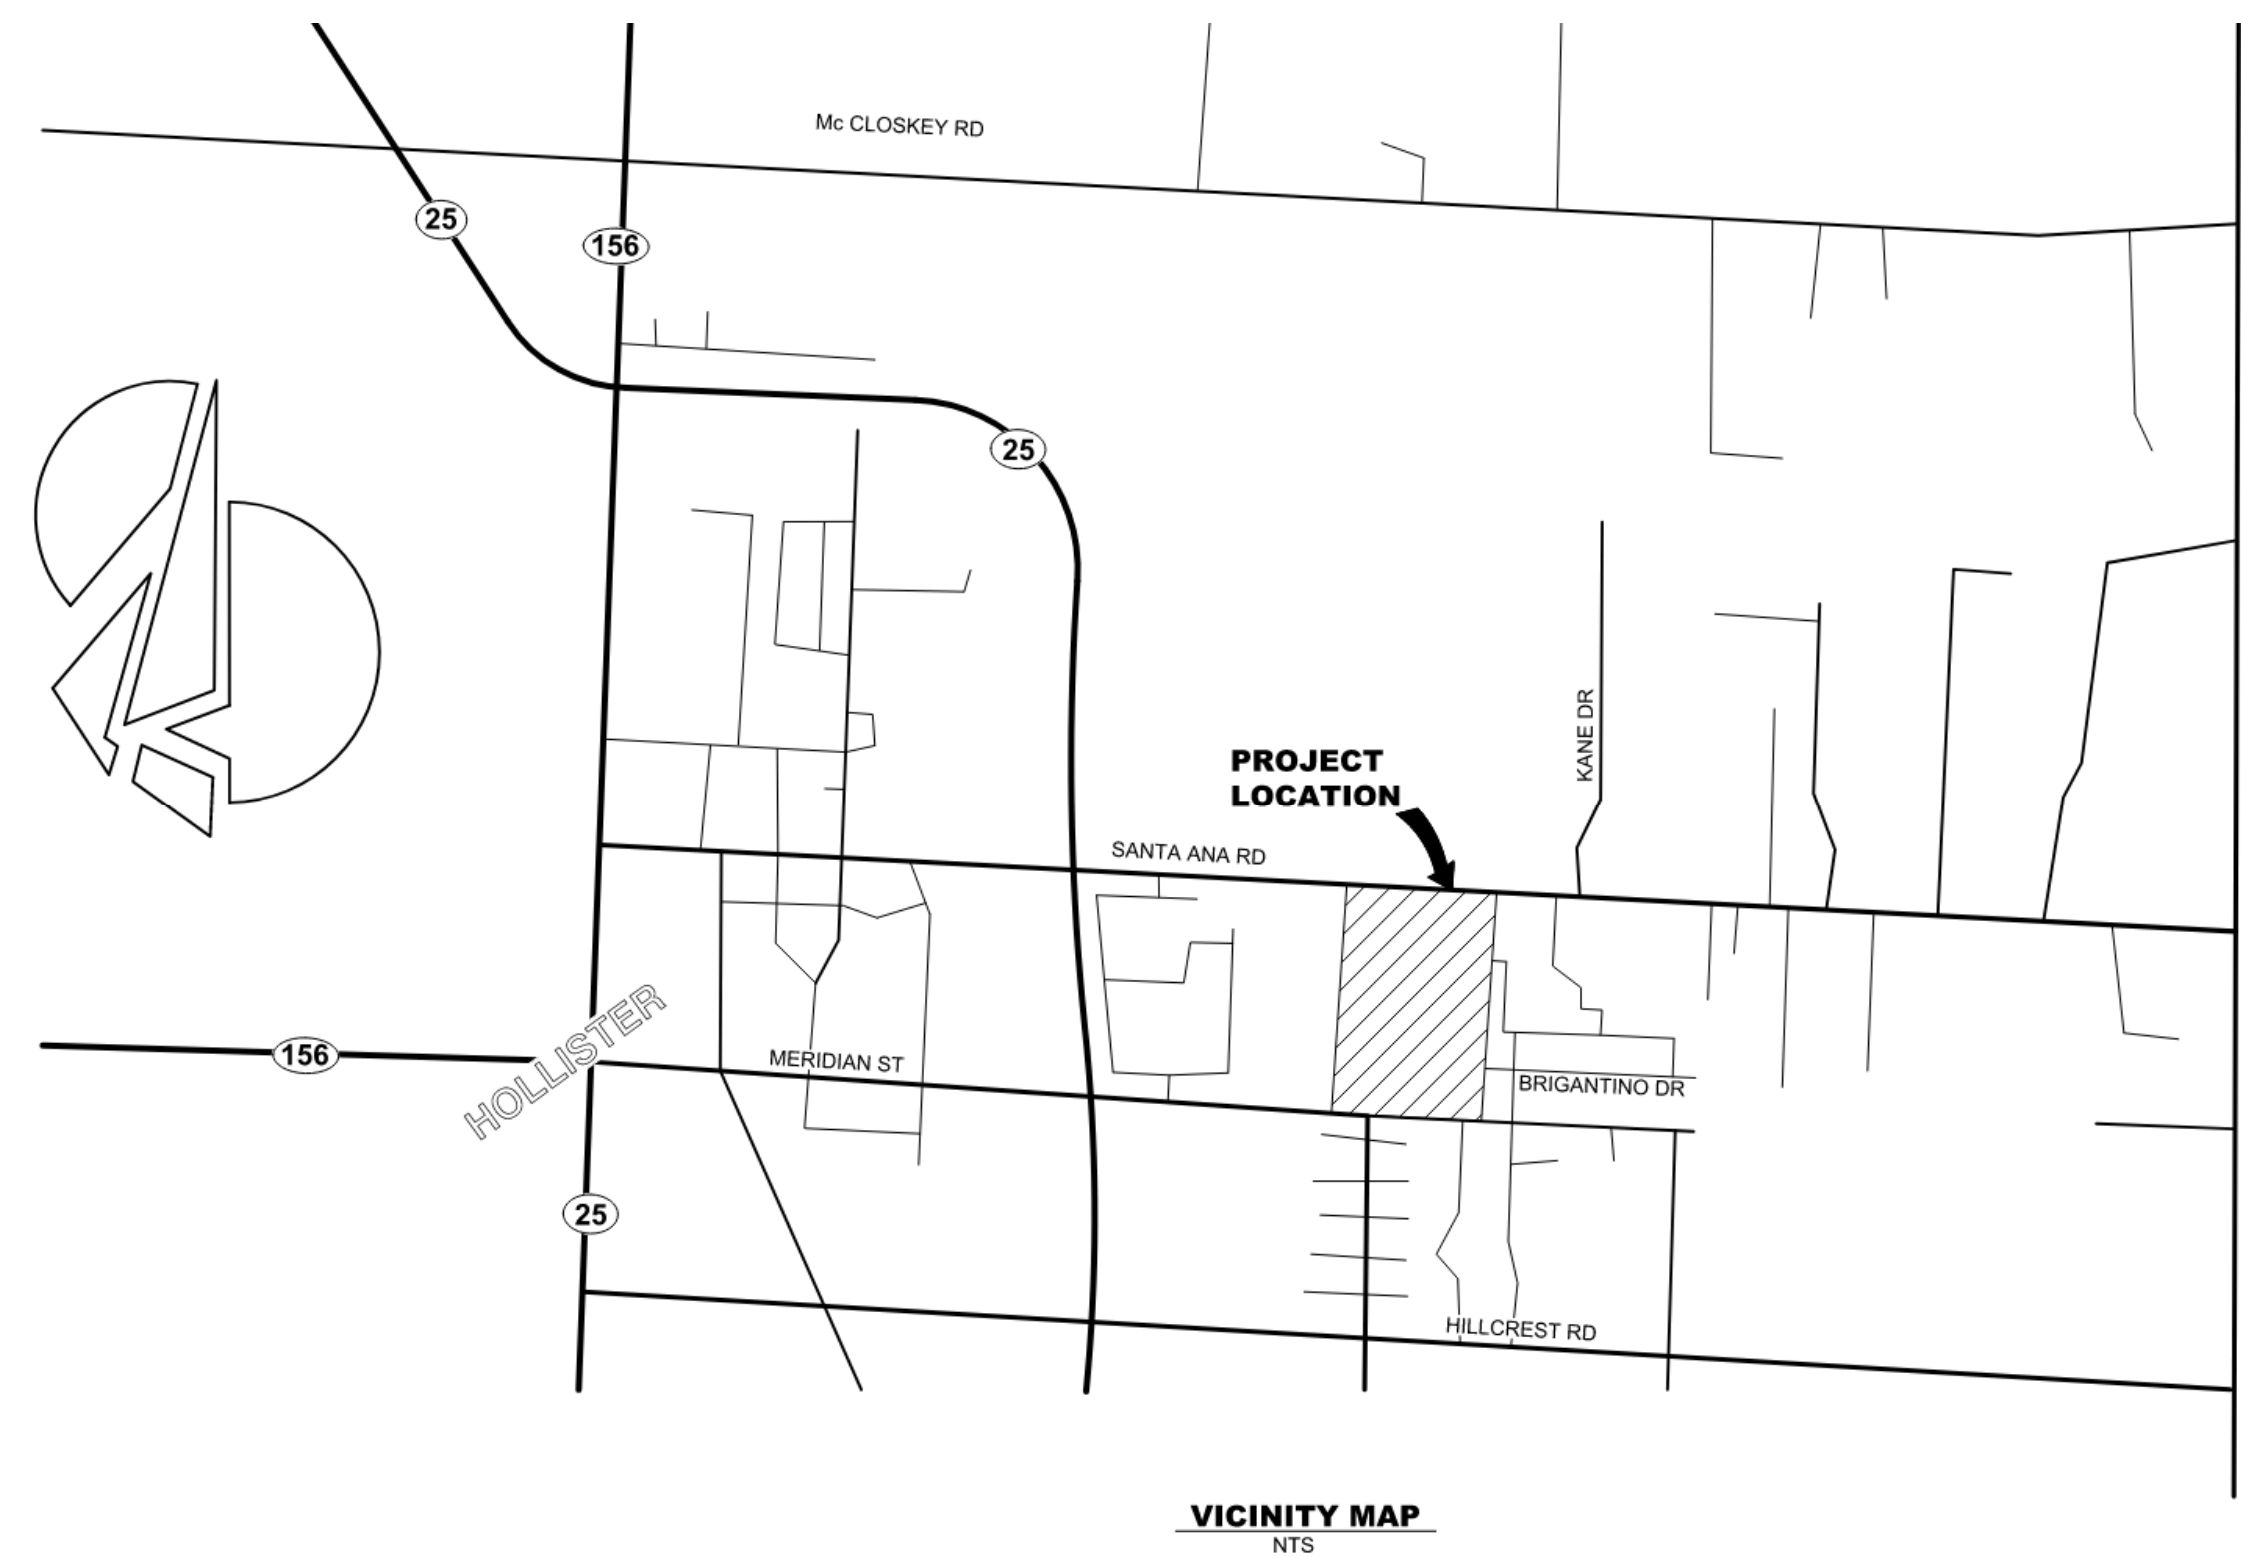 Mc CLOSKEY RD
25
156
25
KANE DR
PROJECT
LOCATION
SANTA ANA RD
HOLLISTER
156
MERIDIAN ST
BRIGANTINO DR
25
HILLCREST RD
VICINITY MAP
NTS